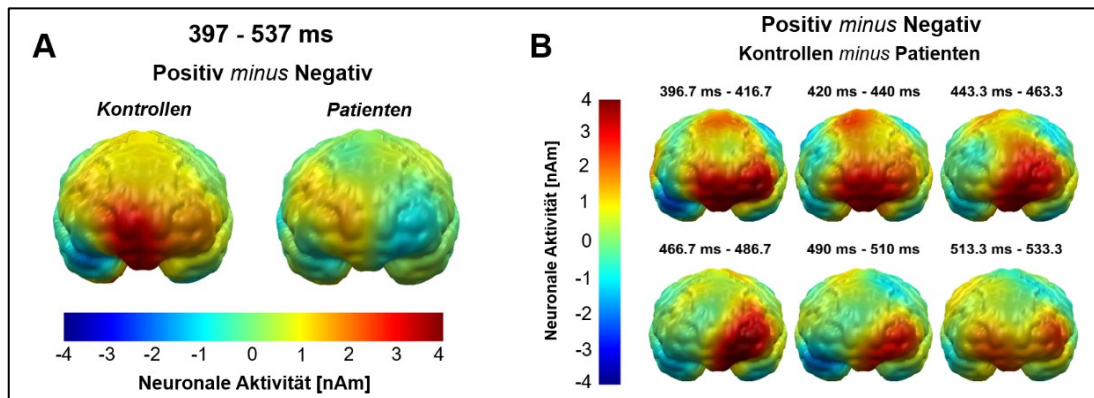 A
397 - 537 ms
Positiv minus Negativ
Kontrollen Patienten
-4 -3 -2 -1 0 1 2 3 4
Neuronale Aktivität [nAm]
B
Positiv minus Negativ
Kontrollen minus Patienten
4
3
2
1
0
-1
-2
-3
-4
Neuronale Aktivität [nAm]
396.7 ms - 416.7 420 ms - 440 ms 443.3 ms - 463.3
466.7 ms - 486.7 490 ms - 510 ms 513.3 ms - 533.3